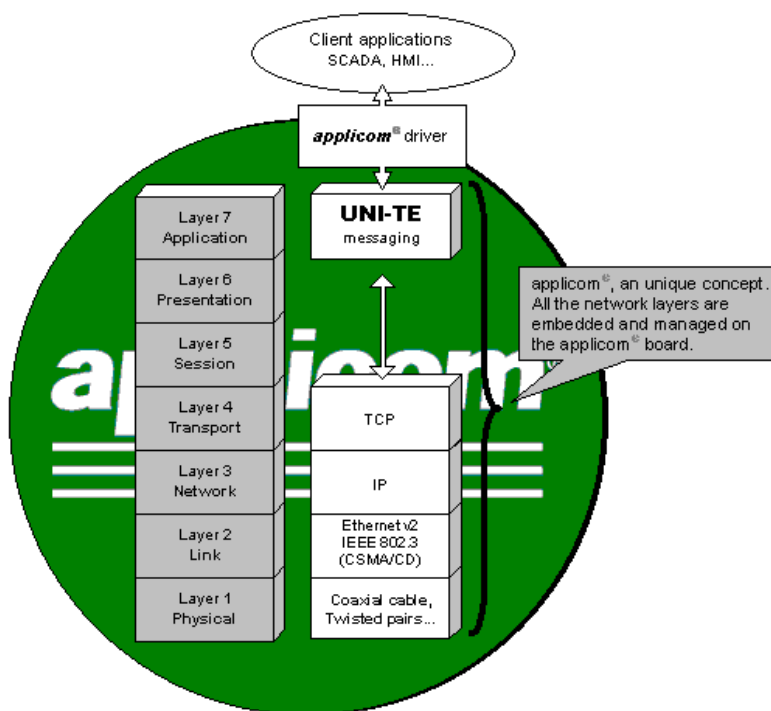 Client applications
SCADA, HMI...
applicom® driver
Layer 7
Application
Layer 6
Presentation
Layer 5
Session
Layer 4
Transport
Layer 3
Network
Layer 2
Link
Layer 1
Physical
UNI-TE
messaging
TCP
IP
Ethernet v2
IEEE 802.3
(CSMA/CD)
Coaxial cable,
Twisted pairs...
applicom®, an unique concept.
All the network layers are
embedded and managed on
the applicom® board.
applicom®